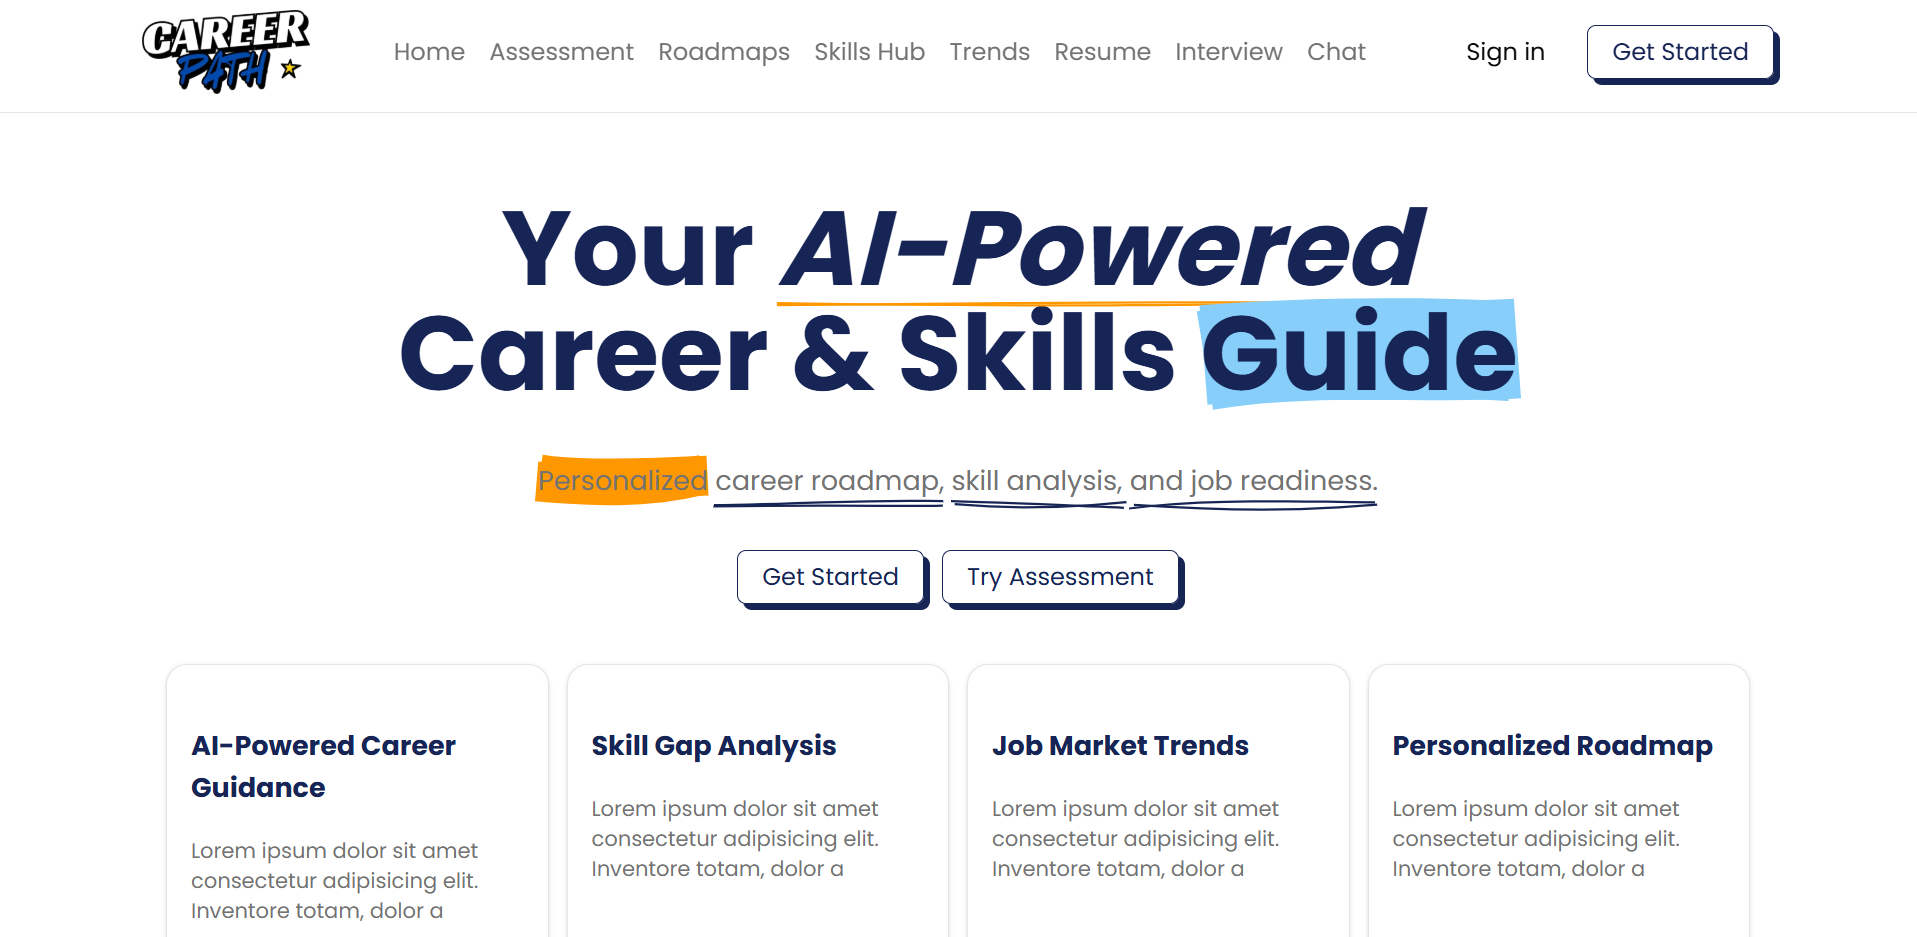 CAREER
PATH
Home Assessment Roadmaps Skills Hub Trends Resume Interview Chat Sign in Get Started
Your AI-Powered
Career & Skills Guide
Personalized career roadmap, skill analysis, and job readiness.
Get Started Try Assessment
AI-Powered Career
Guidance
Lorem ipsum dolor sit amet
consectetur adipisicing elit.
Inventore totam, dolor a
Skill Gap Analysis
Lorem ipsum dolor sit amet
consectetur adipisicing elit.
Inventore totam, dolor a
Job Market Trends
Lorem ipsum dolor sit amet
consectetur adipisicing elit.
Inventore totam, dolor a
Personalized Roadmap
Lorem ipsum dolor sit amet
consectetur adipisicing elit.
Inventore totam, dolor a